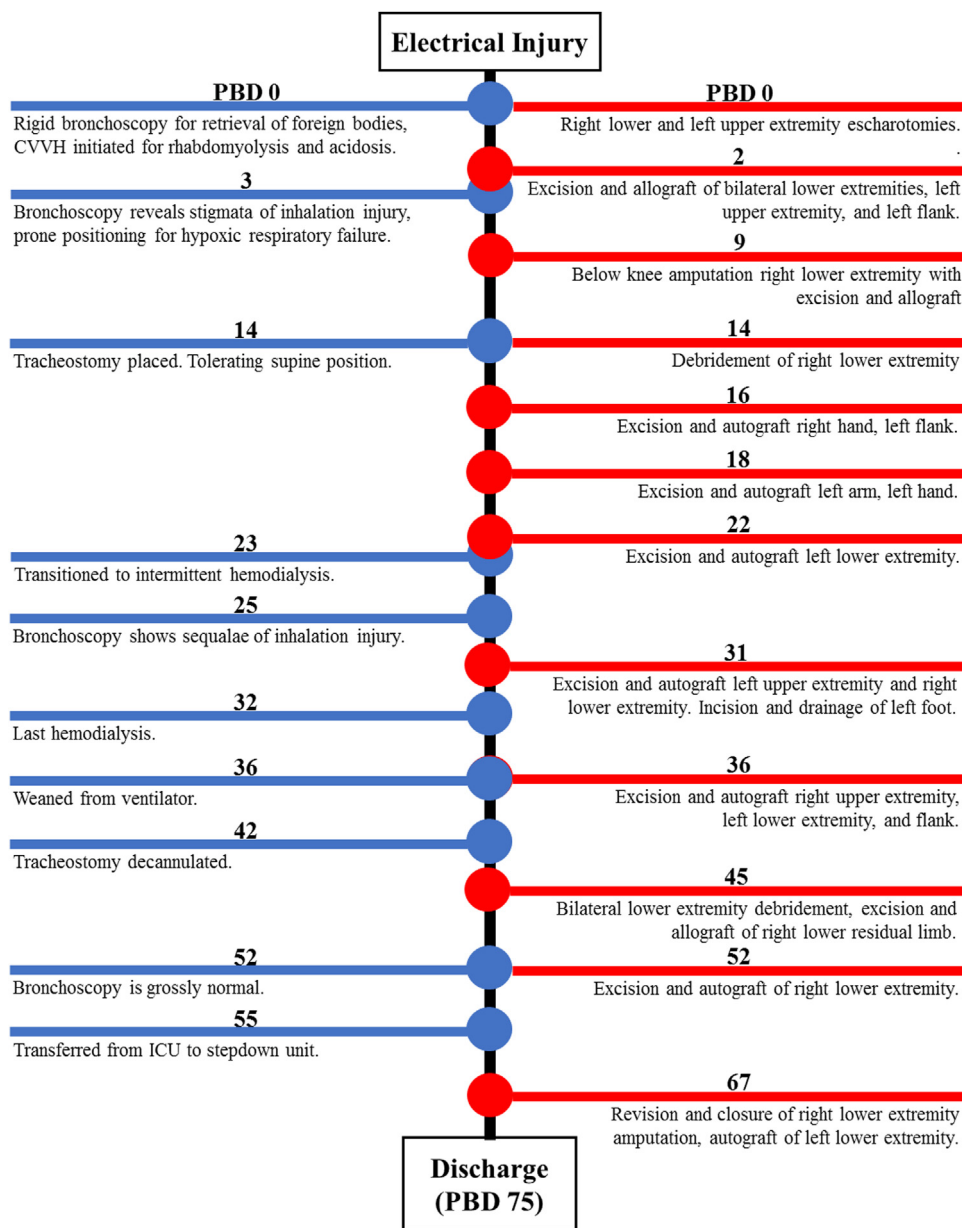 Electrical Injury
PBD 0
Rigid bronchoscopy for retrieval of foreign bodies,
CVVH initiated for rhabdomyolysis and acidosis.
PBD 0
Right lower and left upper extremity escharotomies.
.
2
Excision and allograft of bilateral lower extremities, left
upper extremity, and left flank.
3
Bronchoscopy reveals stigmata of inhalation injury,
prone positioning for hypoxic respiratory failure.
9
Below knee amputation right lower extremity with
excision and allograft
14
Tracheostomy placed. Tolerating supine position.
14
Debridement of right lower extremity
16
Excision and autograft right hand, left flank.
18
Excision and autograft left arm, left hand.
22
Excision and autograft left lower extremity.
23
Transitioned to intermittent hemodialysis.
25
Bronchoscopy shows sequalae of inhalation injury.
31
Excision and autograft left upper extremity and right
lower extremity. Incision and drainage of left foot.
32
Last hemodialysis.
36
Weaned from ventilator.
36
Excision and autograft right upper extremity,
left lower extremity, and flank.
42
Tracheostomy decannulated.
45
Bilateral lower extremity debridement, excision and
allograft of right lower residual limb.
52
Bronchoscopy is grossly normal.
52
Excision and autograft of right lower extremity.
55
Transferred from ICU to stepdown unit.
67
Revision and closure of right lower extremity
amputation, autograft of left lower extremity.
Discharge
(PBD 75)